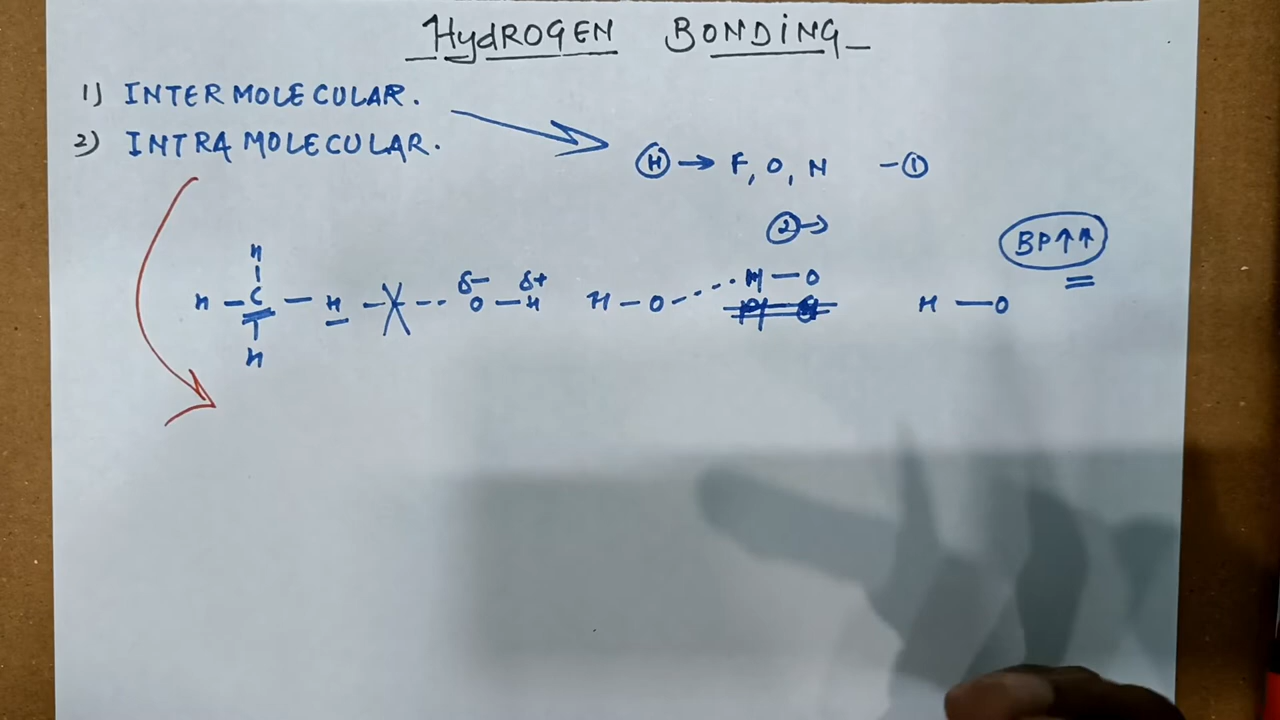 HydROGEN BONDING
1) INTERMOLECULAR.
2) INTRAMOLECULAR.
H → F, O, N - 1
2 →
BP↑↑
H
H - C - H - - - O - H
δ- δ+
H
H - O - - - H - O
H - O